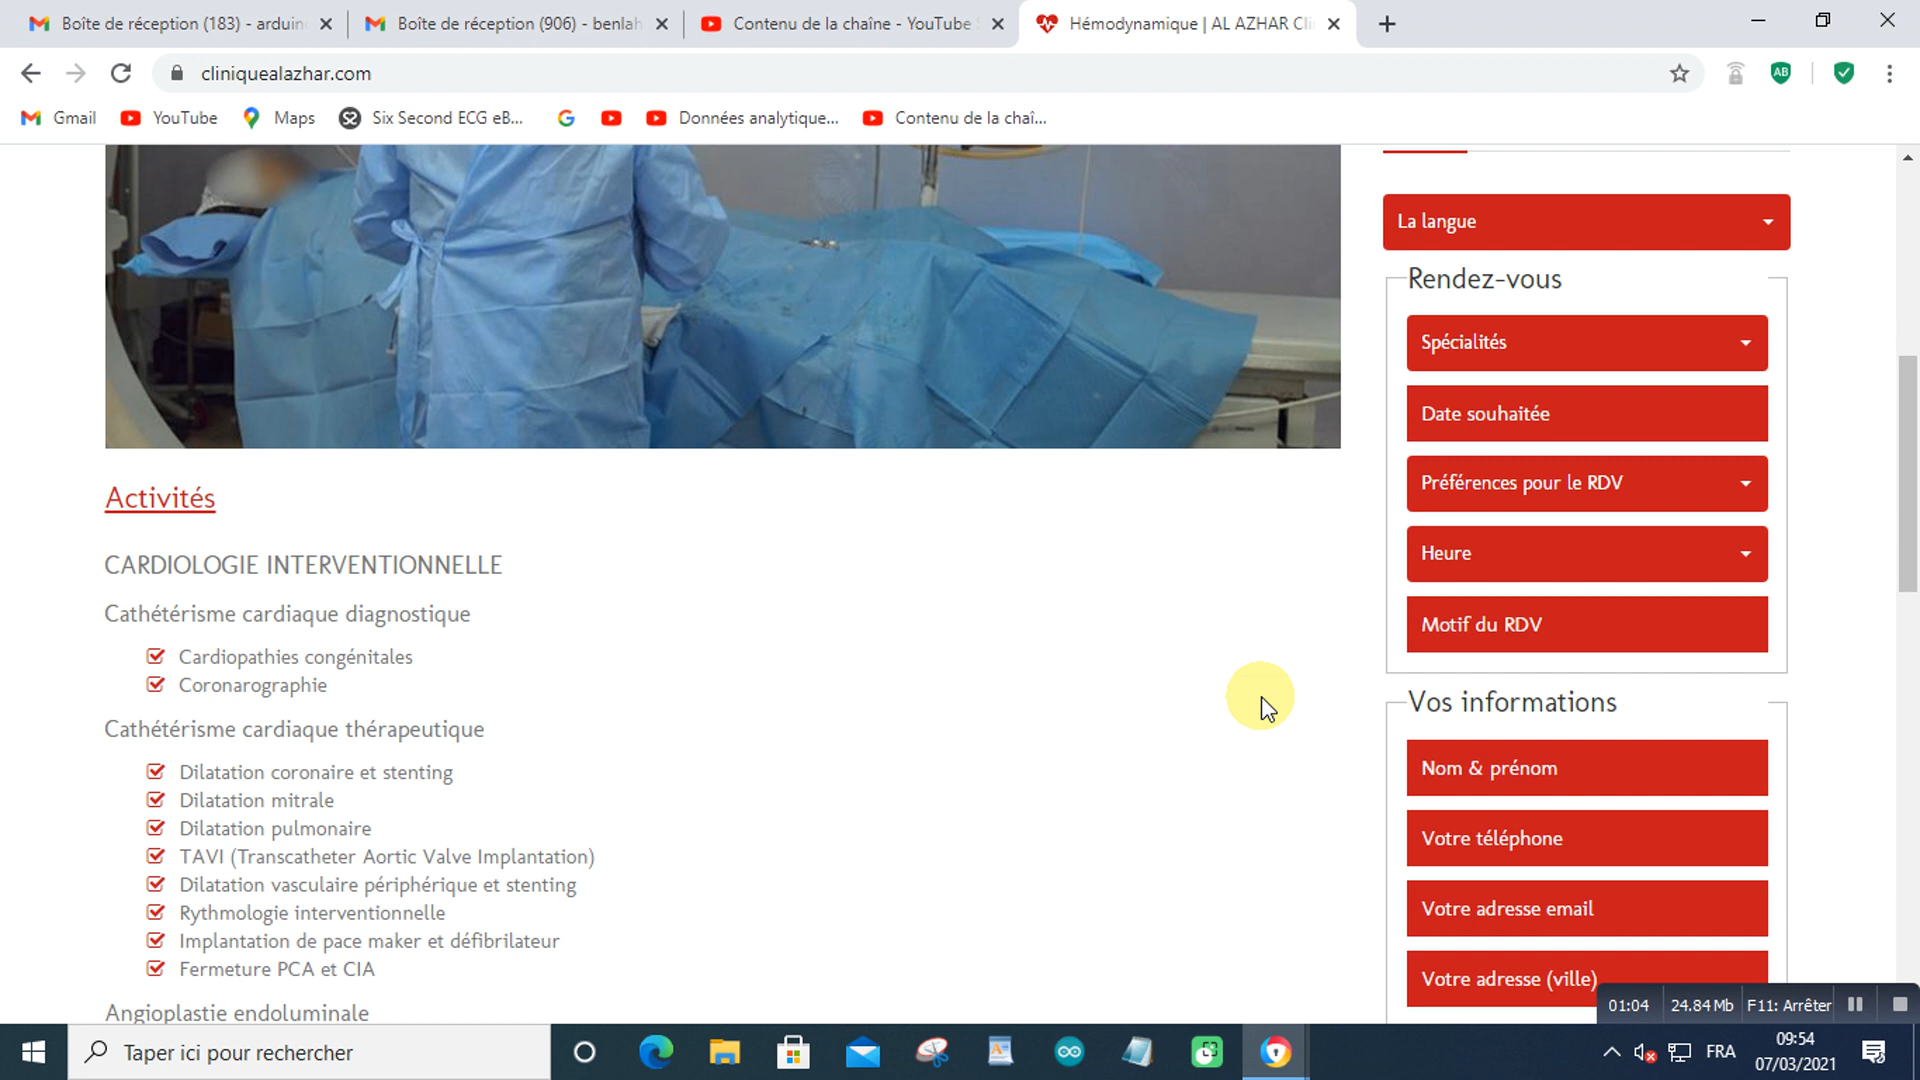 Boîte de réception (183) - arduin
Boîte de réception (906) - benlah
Contenu de la chaîne - YouTube S
Hémodynamique | AL AZHAR Cli
cliniquealazhar.com
AB
Gmail
YouTube
Maps
Six Second ECG eB...
Données analytique...
Contenu de la chaî...
La langue
Rendez-vous
Spécialités
Date souhaitée
Préférences pour le RDV
Heure
Motif du RDV
Activités
CARDIOLOGIE INTERVENTIONNELLE
Cathétérisme cardiaque diagnostique
Cardiopathies congénitales
Coronarographie
Cathétérisme cardiaque thérapeutique
Dilatation coronaire et stenting
Dilatation mitrale
Dilatation pulmonaire
TAVI (Transcatheter Aortic Valve Implantation)
Dilatation vasculaire périphérique et stenting
Rythmologie interventionnelle
Implantation de pace maker et défibrilateur
Fermeture PCA et CIA
Angioplastie endoluminale
Vos informations
Nom & prénom
Votre téléphone
Votre adresse email
Votre adresse (ville)
01:04 24.84 Mb F11: Arrêter
Taper ici pour rechercher
FRA
09:54
07/03/2021